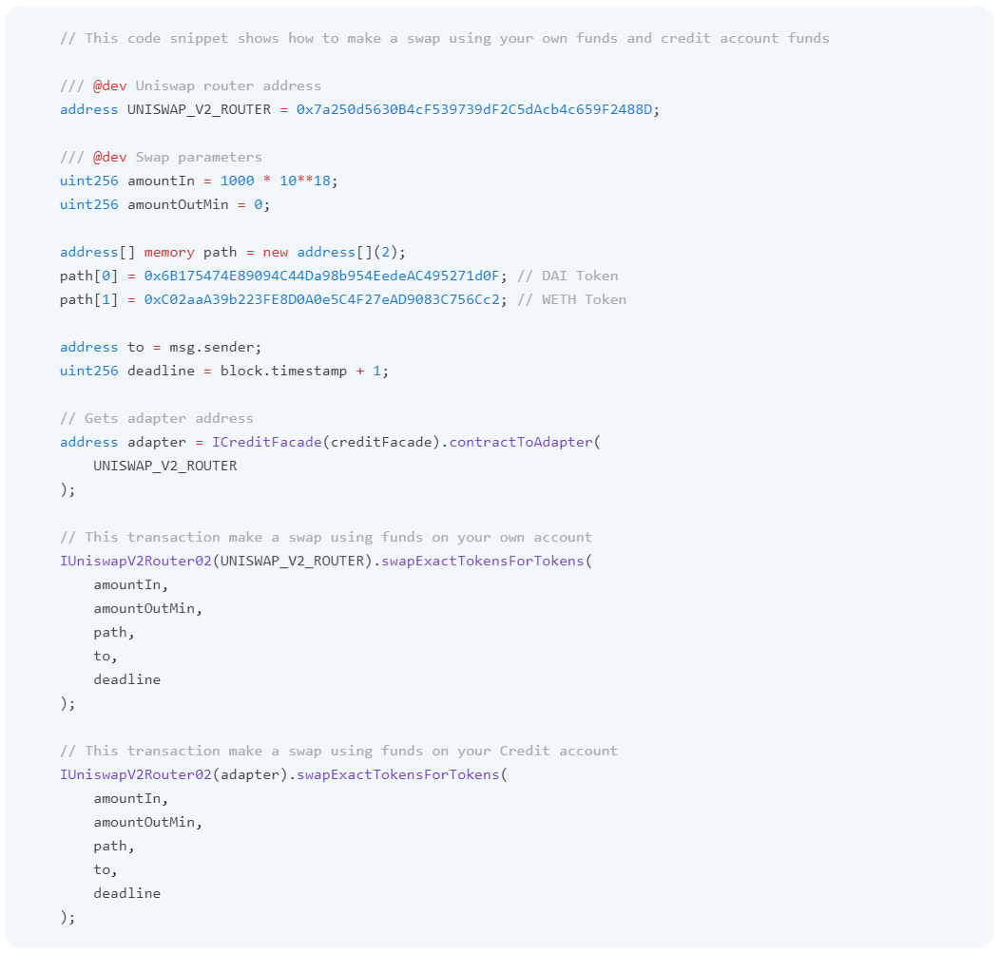 // This code snippet shows how to make a swap using your own funds and credit account funds
/// @dev Uniswap router address
address UNISWAP_V2_ROUTER = 0x7a250d5630B4cF539739dF2C5dAcb4c659F2488D;
/// @dev Swap parameters
uint256 amountIn = 1000 * 10**18;
uint256 amountOutMin = 0;
address[] memory path = new address[](2);
path[0] = 0x6B175474E89094C44Da98b954EedeAC495271d0F; // DAI Token
path[1] = 0xC02aaA39b223FE8D0A0e5C4F27eAD9083C756Cc2; // WETH Token
address to = msg.sender;
uint256 deadline = block.timestamp + 1;
// Gets adapter address
address adapter = ICreditFacade(creditFacade).contractToAdapter(
    UNISWAP_V2_ROUTER
);
// This transaction make a swap using funds on your own account
IUniswapV2Router02(UNISWAP_V2_ROUTER).swapExactTokensForTokens(
    amountIn,
    amountOutMin,
    path,
    to,
    deadline
);
// This transaction make a swap using funds on your Credit account
IUniswapV2Router02(adapter).swapExactTokensForTokens(
    amountIn,
    amountOutMin,
    path,
    to,
    deadline
);